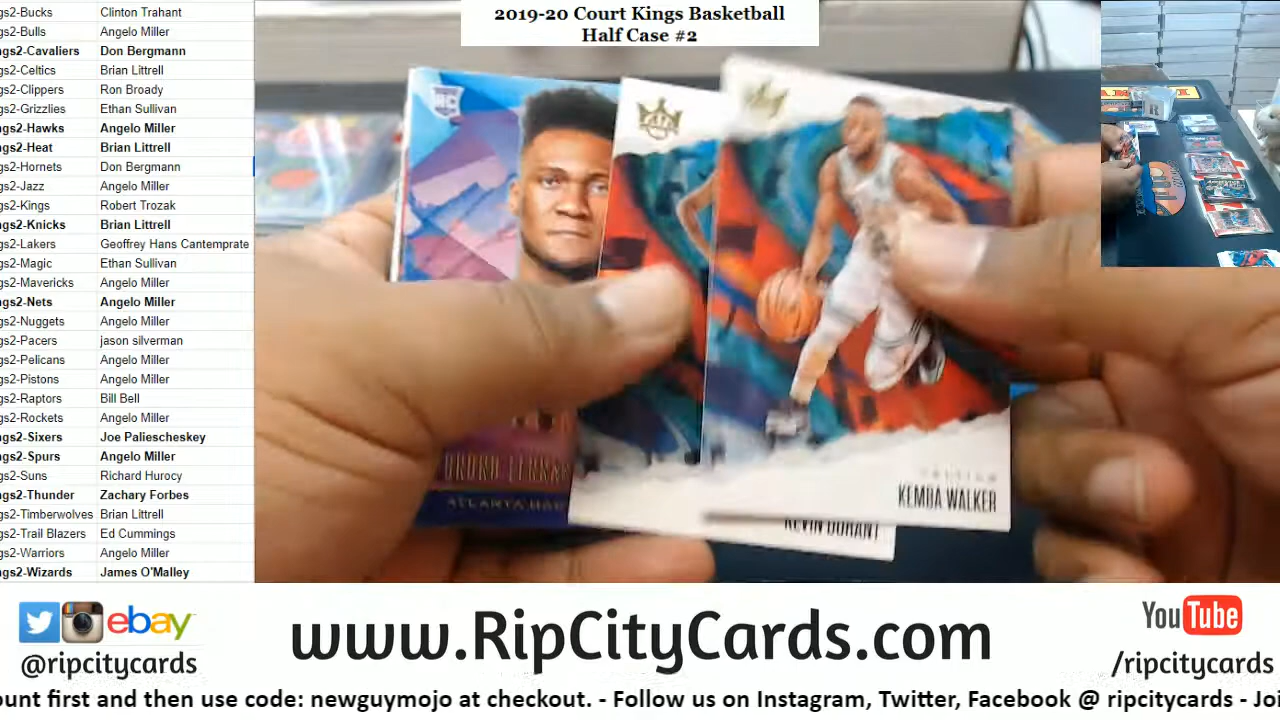 2019-20 Court Kings Basketball
Half Case #2
gs2-Bucks Clinton Trahant
gs2-Bulls Angelo Miller
ngs2-Cavaliers Don Bergmann
gs2-Celtics Brian Littrell
gs2-Clippers Ron Broady
gs2-Grizzlies Ethan Sullivan
ngs2-Hawks Angelo Miller
ngs2-Heat Brian Littrell
gs2-Hornets Don Bergmann
gs2-Jazz Angelo Miller
gs2-Kings Robert Trozak
ngs2-Knicks Brian Littrell
gs2-Lakers Geoffrey Hans Cantemprate
gs2-Magic Ethan Sullivan
gs2-Mavericks Angelo Miller
ngs2-Nets Angelo Miller
gs2-Nuggets Angelo Miller
gs2-Pacers jason silverman
gs2-Pelicans Angelo Miller
gs2-Pistons Angelo Miller
gs2-Raptors Bill Bell
gs2-Rockets Angelo Miller
ngs2-Sixers Joe Paliescheskey
ngs2-Spurs Angelo Miller
gs2-Suns Richard Hurocy
ngs2-Thunder Zachary Forbes
gs2-Timberwolves Brian Littrell
gs2-Trail Blazers Ed Cummings
gs2-Warriors Angelo Miller
ngs2-Wizards James O'Malley
RC
KEMBA WALKER
KEVIN DURANT
ATLANTA HA
ebay
@ripcitycards
www.RipCityCards.com
YouTube
/ripcitycards
ount first and then use code: newguymojo at checkout. - Follow us on Instagram, Twitter, Facebook @ ripcitycards - Joi